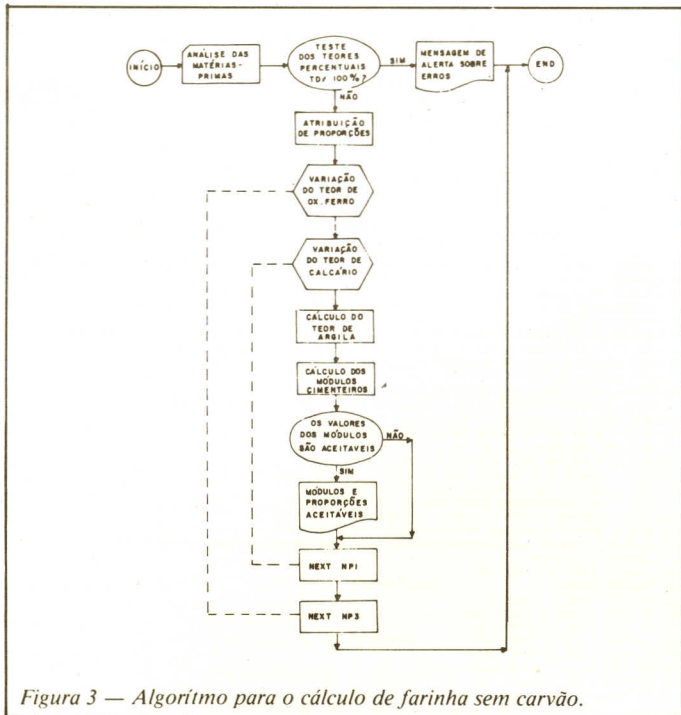 INÍCIO
ANÁLISE DAS
MATÉRIAS-
PRIMAS
TESTE
DOS TEORES
PERCENTUAIS
TD/ 100%?
SIM
MENSAGEM DE
ALERTA SOBRE
ERROS
END
NÃO
ATRIBUIÇÃO
DE PROPORÇÕES
VARIAÇÃO
DO TEOR DE
OX. FERRO
VARIAÇÃO
DO TEOR DE
CALCÁRIO
CÁLCULO DO
TEOR DE
ARGILA
CÁLCULO DOS
MÓDULOS
CIMENTEIROS
OS VALORES
DOS MÓDULOS
SÃO ACEITAVEIS
NÃO
SIM
MÓDULOS E
PROPORÇÕES
ACEITÁVEIS
NEXT NP1
NEXT NP3
Figura 3 — Algorítmo para o cálculo de farinha sem carvão.